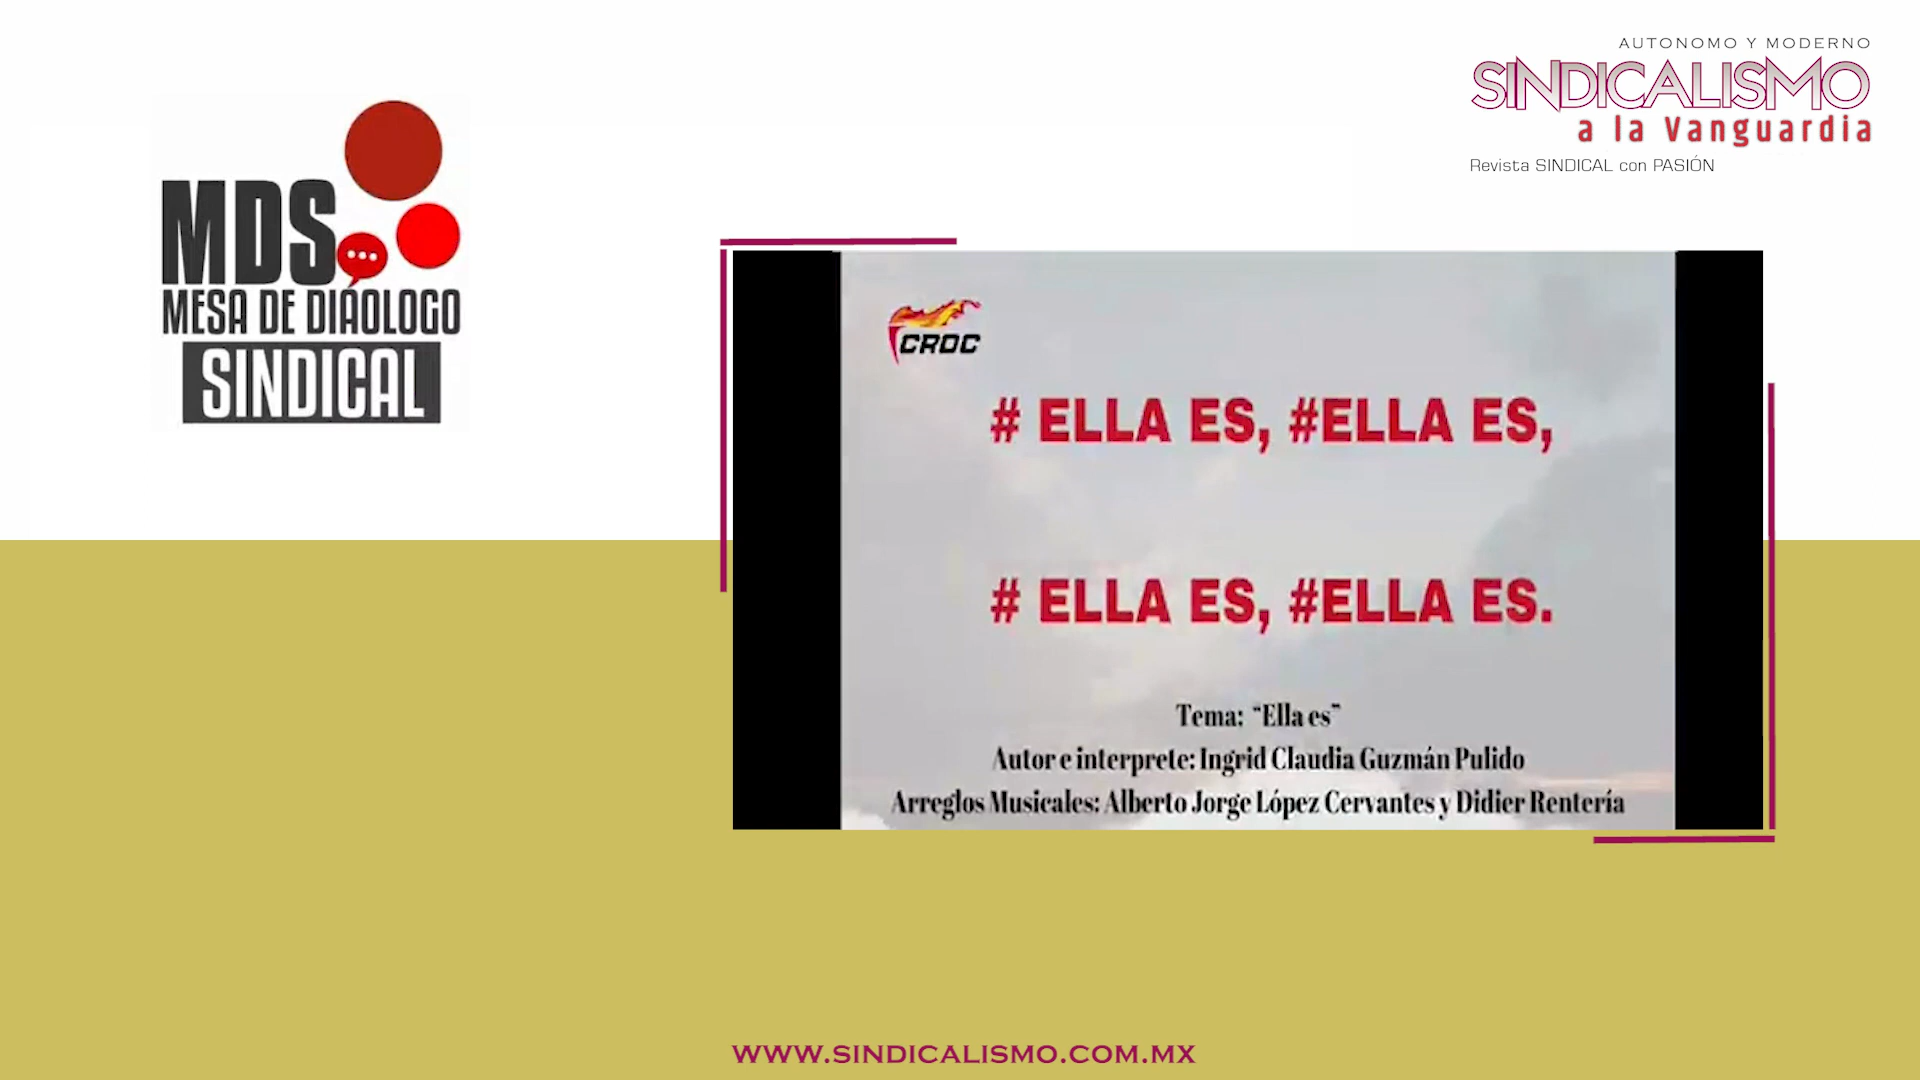 AUTONOMO Y MODERNO
SINDICALISMO
a la Vanguardia
Revista SINDICAL con PASIÓN
MDS
MESA DE DIÁOLOGO
SINDICAL
CROC
# ELLA ES, #ELLA ES,
# ELLA ES, #ELLA ES.
Tema: “Ella es”
Autor e interprete: Ingrid Claudia Guzmán Pulido
Arreglos Musicales: Alberto Jorge López Cervantes y Didier Rentería
WWW.SINDICALISMO.COM.MX